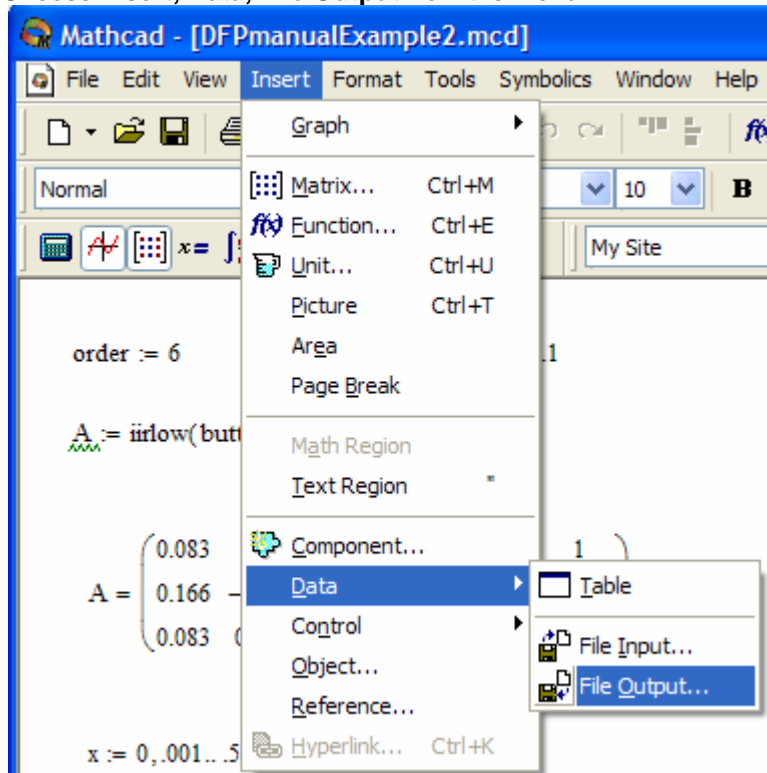 Mathcad - [DFPmanualExample2.mcd]
File Edit View Insert Format Tools Symbolics Window Help
Normal 10 B
x= My Site
Graph
Matrix... Ctrl+M
f(x) Function... Ctrl+E
Unit... Ctrl+U
Picture Ctrl+T
Area
Page Break
Math Region
Text Region "
Component...
Data
Control
Object...
Reference...
Hyperlink... Ctrl+K
Table
File Input...
File Output...
order := 6 .1
A := iirlow(butt
0.083 1
A = 0.166 -
0.083 0
x := 0, .001.. .5